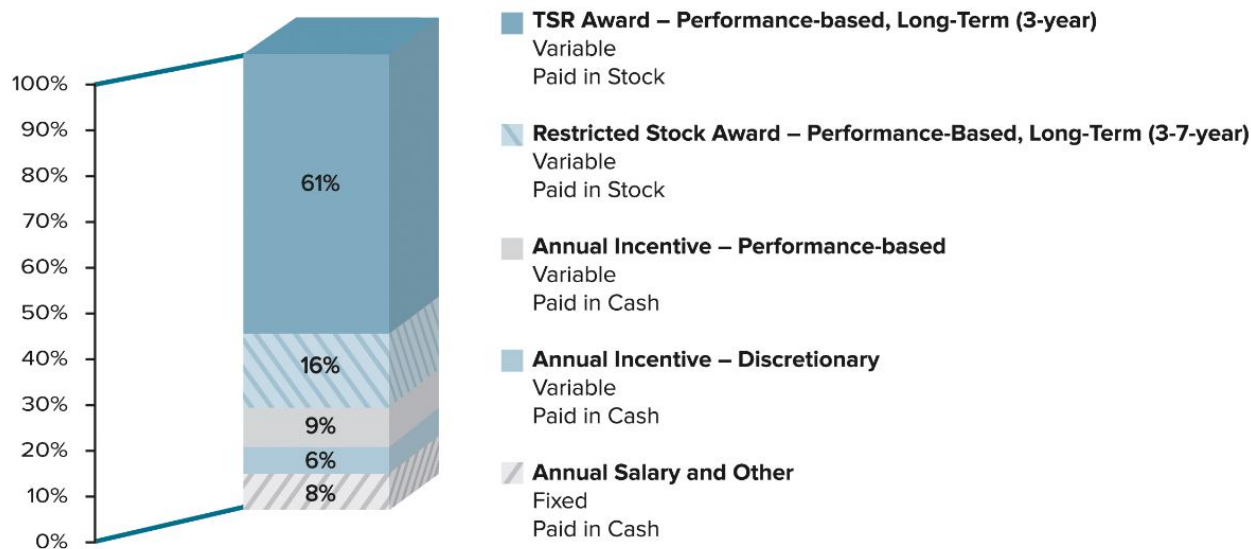 100%
90%
80%
70%
60%
50%
40%
30%
20%
10%
0%
61%
16%
9%
6%
8%
TSR Award – Performance-based, Long-Term (3-year)
Variable
Paid in Stock
Restricted Stock Award – Performance-Based, Long-Term (3-7-year)
Variable
Paid in Stock
Annual Incentive – Performance-based
Variable
Paid in Cash
Annual Incentive – Discretionary
Variable
Paid in Cash
Annual Salary and Other
Fixed
Paid in Cash